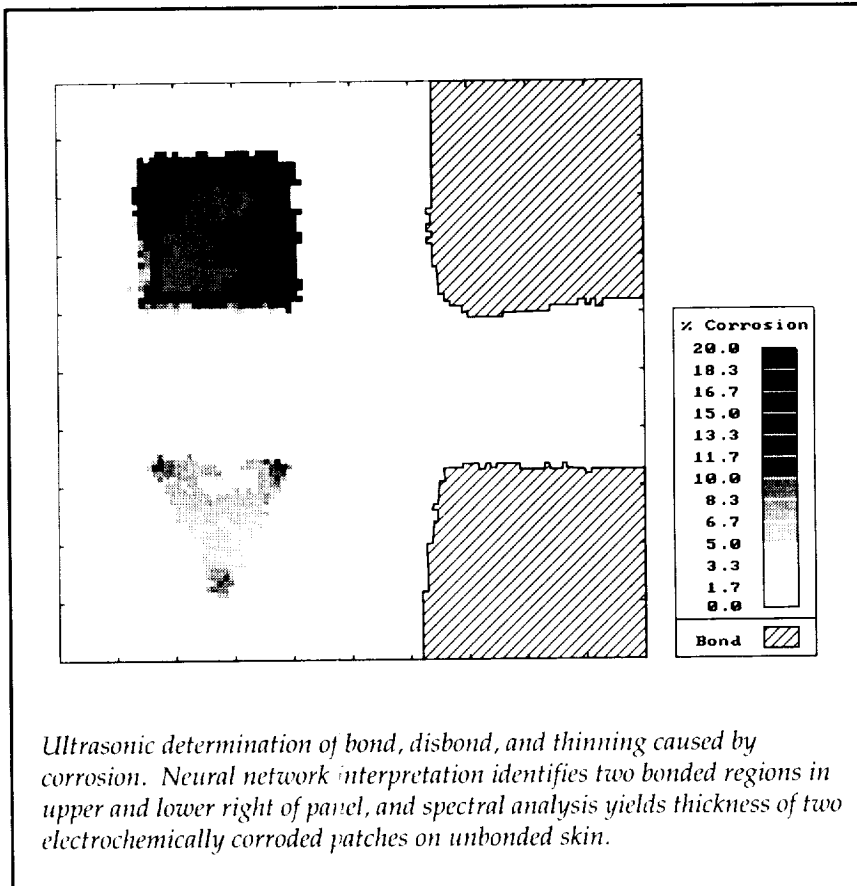 % Corrosion
20.0
18.3
16.7
15.0
13.3
11.7
10.0
8.3
6.7
5.0
3.3
1.7
0.0
Bond
Ultrasonic determination of bond, disbond, and thinning caused by
corrosion. Neural network interpretation identifies two bonded regions in
upper and lower right of panel, and spectral analysis yields thickness of two
electrochemically corroded patches on unbonded skin.